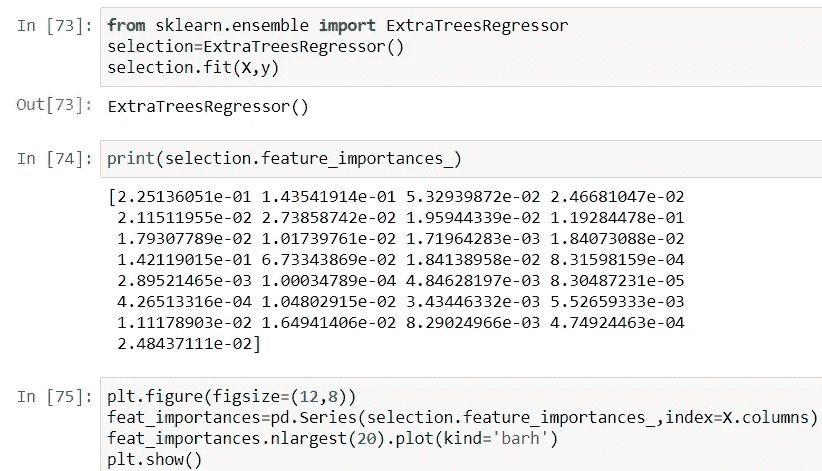 In [73]: from sklearn.ensemble import ExtraTreesRegressor
selection=ExtraTreesRegressor()
selection.fit(X,y)
Out[73]: ExtraTreesRegressor()
In [74]: print(selection.feature_importances_)
[2.25136051e-01 1.43541914e-01 5.32939872e-02 2.46681047e-02
2.11511955e-02 2.73858742e-02 1.95944339e-02 1.19284478e-01
1.79307789e-02 1.01739761e-02 1.71964283e-03 1.84073088e-02
1.42119015e-01 6.73343869e-02 1.84138958e-02 8.31598159e-04
2.89521465e-03 1.00034789e-04 4.84628197e-03 8.30487231e-05
4.26513316e-04 1.04802915e-02 3.43446332e-03 5.52659333e-03
1.11178903e-02 1.64941406e-02 8.29024966e-03 4.74924463e-04
2.48437111e-02]
In [75]: plt.figure(figsize=(12,8))
feat_importances=pd.Series(selection.feature_importances_,index=X.columns)
feat_importances.nlargest(20).plot(kind='barh')
plt.show()